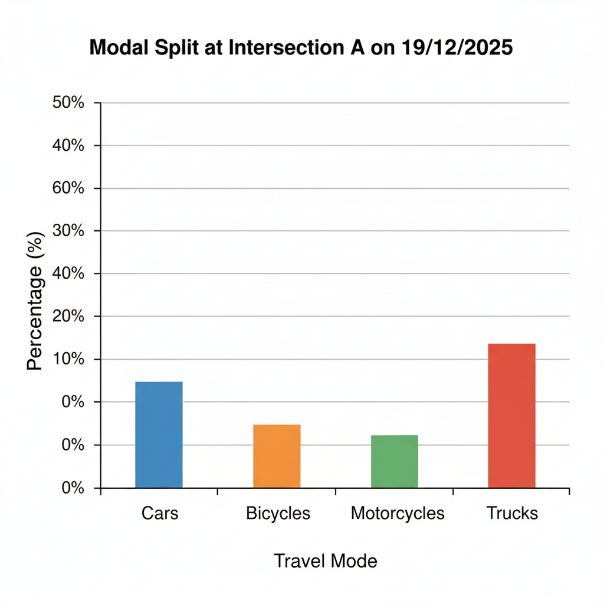 Modal Split at Intersection A on 19/12/2025
Percentage (%)
50%
40%
60%
30%
40%
20%
10%
0%
0%
0%
Cars Bicycles Motorcycles Trucks
Travel Mode